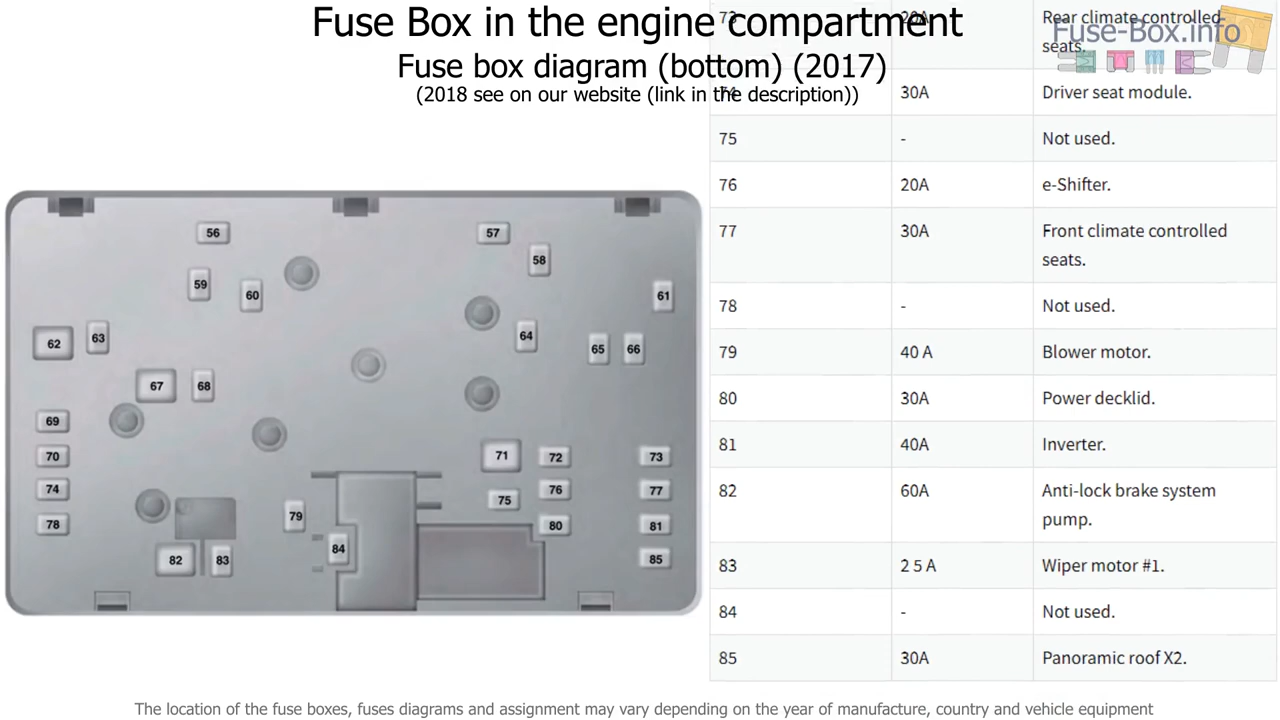 Fuse Box in the engine compartment
Fuse box diagram (bottom) (2017)
(2018 see on our website (link in the description))
Fuse-Box.info
73 20A Rear climate controlled
seats.
74 30A Driver seat module.
75 - Not used.
76 20A e-Shifter.
77 30A Front climate controlled
seats.
78 - Not used.
79 40 A Blower motor.
80 30A Power decklid.
81 40A Inverter.
82 60A Anti-lock brake system
pump.
83 2 5 A Wiper motor #1.
84 - Not used.
85 30A Panoramic roof X2.
56 57
58
59 60 61
62 63 64 65 66
67 68
69
70 71 72 73
74 75 76 77
78 79 80 81
82 83 84 85
The location of the fuse boxes, fuses diagrams and assignment may vary depending on the year of manufacture, country and vehicle equipment